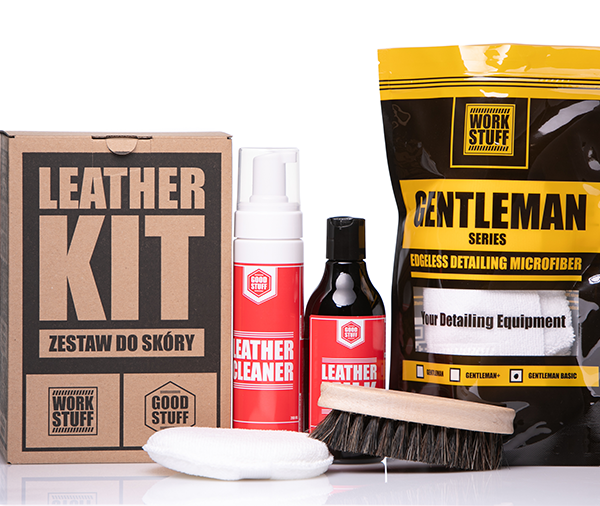 LEATHER
KIT
ZESTAW DO SKÓRY
WORK
STUFF
GOOD
STUFF
GOOD
STUFF
LEATHER
CLEANER
GOOD
STUFF
LEATHER
WORK
STUFF
GENTLEMAN
SERIES
EDGELESS DETAILING MICROFIBER
Your Detailing Equipment
GENTLEMAN
GENTLEMAN+
GENTLEMAN BASIC